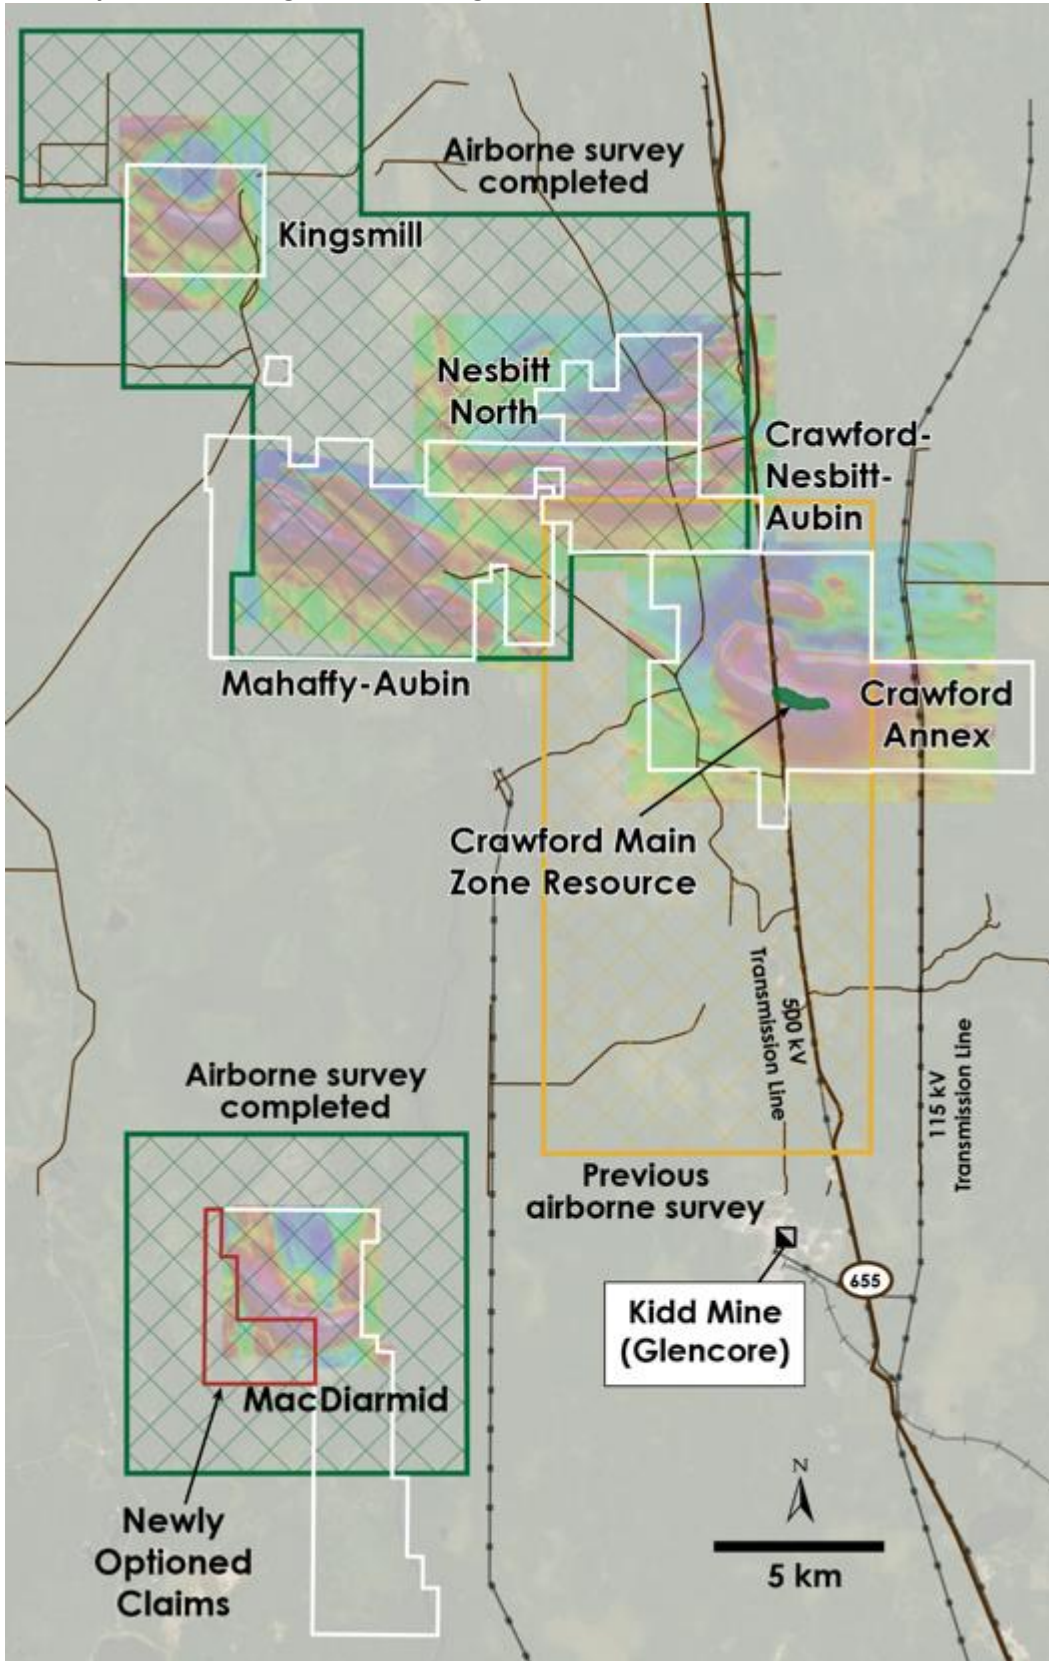 Airborne survey
completed
Kingsmill
Nesbitt
North
Crawford-
Nesbitt-
Aubin
Mahaffy-Aubin
Crawford
Annex
Crawford Main
Zone Resource
500 kV
Transmission Line
115 kV
Transmission Line
Airborne survey
completed
Previous
airborne survey
655
Kidd Mine
(Glencore)
MacDiarmid
Newly
Optioned
Claims
N
5 km